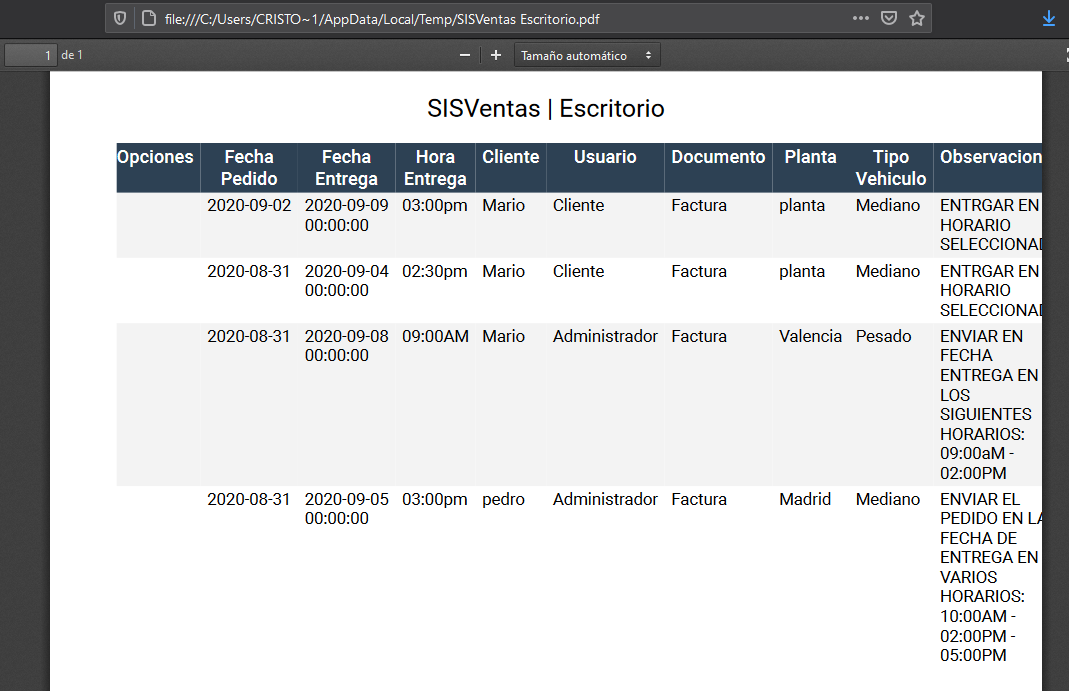 file:///C:/Users/CRISTO~1/AppData/Local/Temp/SISVentas Escritorio.pdf
1 de 1
Tamaño automático
SISVentas | Escritorio
Opciones Fecha Pedido Fecha Entrega Hora Entrega Cliente Usuario Documento Planta Tipo Vehiculo Observacion
2020-09-02 2020-09-09 03:00pm Mario Cliente Factura planta Mediano ENTRGAR EN
00:00:00 HORARIO
SELECCIONAD
2020-08-31 2020-09-04 02:30pm Mario Cliente Factura planta Mediano ENTRGAR EN
00:00:00 HORARIO
SELECCIONAD
2020-08-31 2020-09-08 09:00AM Mario Administrador Factura Valencia Pesado ENVIAR EN
00:00:00 FECHA
ENTREGA EN
LOS
SIGUIENTES
HORARIOS:
09:00aM -
02:00PM
2020-08-31 2020-09-05 03:00pm pedro Administrador Factura Madrid Mediano ENVIAR EL
00:00:00 PEDIDO EN LA
FECHA DE
ENTREGA EN
VARIOS
HORARIOS:
10:00AM -
02:00PM -
05:00PM